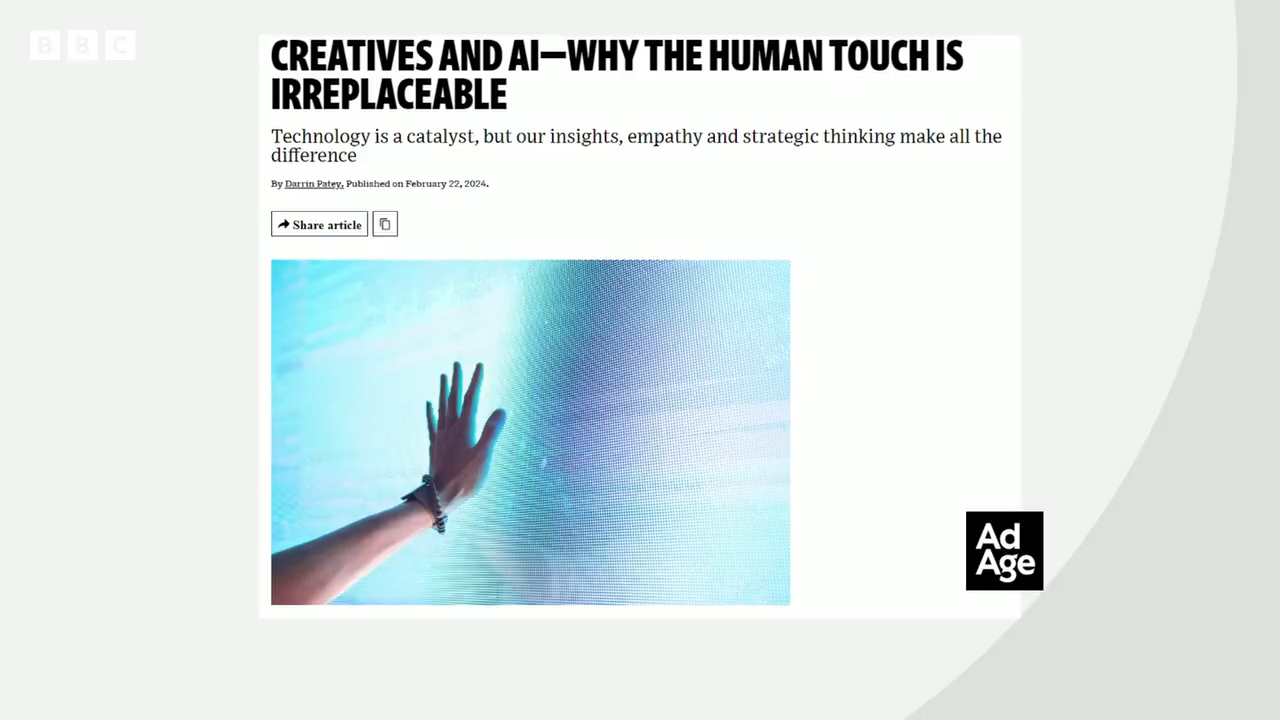 BBC
CREATIVES AND AI—WHY THE HUMAN TOUCH IS
IRREPLACEABLE
Technology is a catalyst, but our insights, empathy and strategic thinking make all the
difference
By Darrin Patey, Published on February 22, 2024.
Share article
Ad
Age